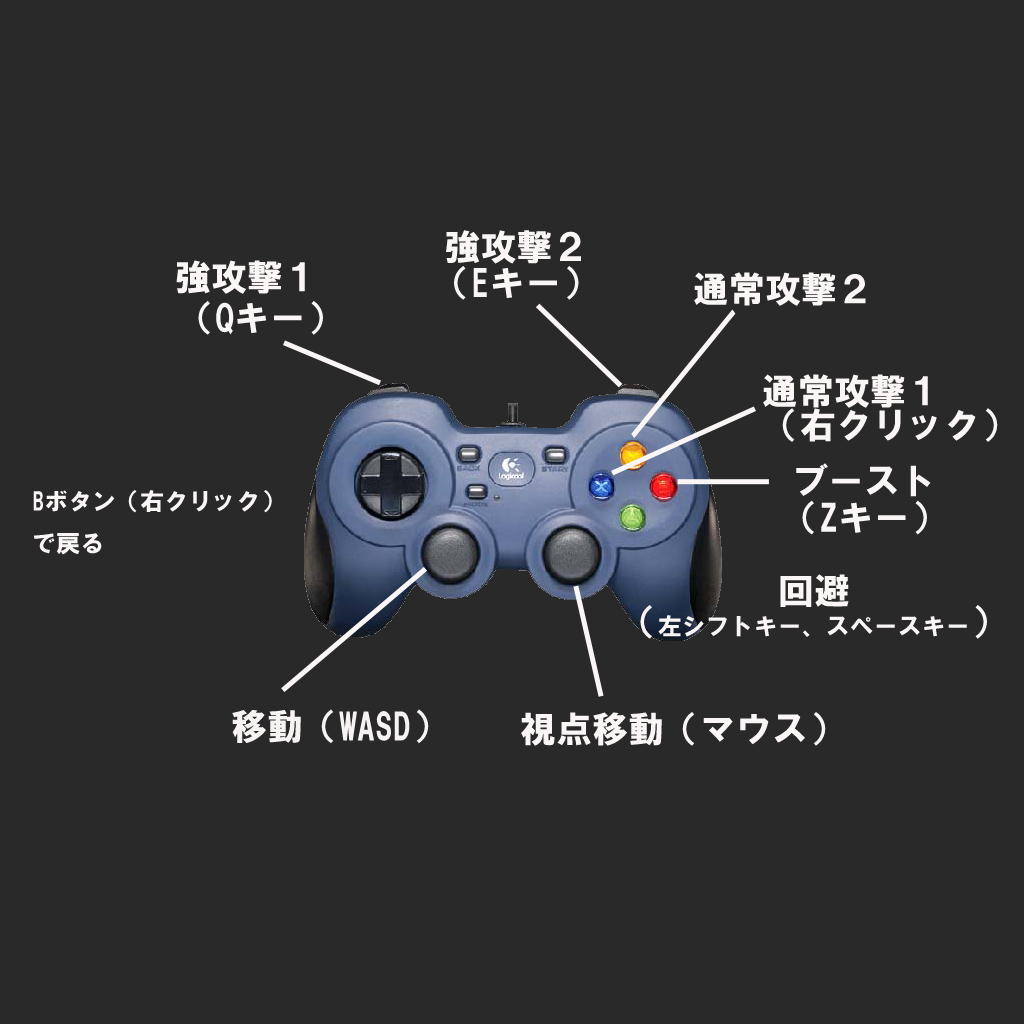 強攻撃２
（Eキー）
強攻撃１
（Qキー）
通常攻撃２
通常攻撃１
（右クリック）
ブースト
（Zキー）
Bボタン（右クリック）
で戻る
BACK
START
Logicool
X
回避
（左シフトキー、スペースキー）
移動（WASD）
視点移動（マウス）